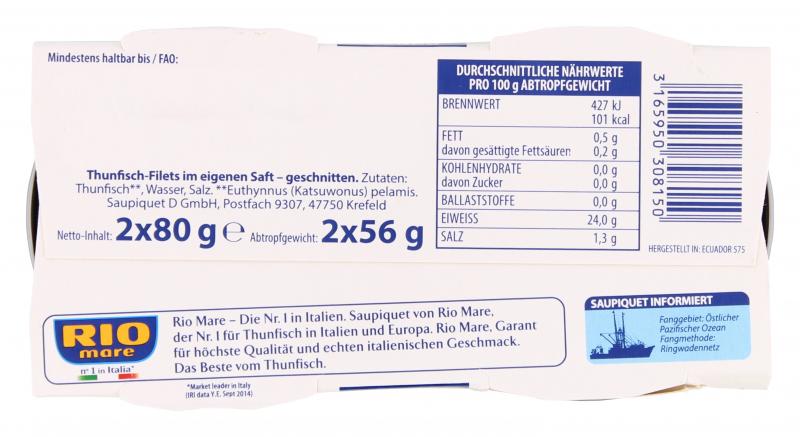 Mindestens haltbar bis / FAO:
Thunfisch-Filets im eigenen Saft – geschnitten. Zutaten:
Thunfisch**, Wasser, Salz. **Euthynnus (Katsuwonus) pelamis.
Saupiquet D GmbH, Postfach 9307, 47750 Krefeld
Netto-Inhalt: 2x80 g ℮ Abtropfgewicht: 2x56 g
DURCHSCHNITTLICHE NÄHRWERTE
PRO 100 g ABTROPFGEWICHT
BRENNWERT 427 kJ
101 kcal
FETT 0,5 g
davon gesättigte Fettsäuren 0,2 g
KOHLENHYDRATE 0,0 g
davon Zucker 0,0 g
BALLASTSTOFFE 0,0 g
EIWEISS 24,0 g
SALZ 1,3 g
3 165950 308150
HERGESTELLT IN: ECUADOR 575
RIO
mare
n° 1 in Italia*
Rio Mare – Die Nr. 1 in Italien. Saupiquet von Rio Mare,
der Nr. 1 für Thunfisch in Italien und Europa. Rio Mare, Garant
für höchste Qualität und echten italienischen Geschmack.
Das Beste vom Thunfisch.
*Market leader in Italy
(IRI data Y.E. Sept 2014)
SAUPIQUET INFORMIERT
Fanggebiet: Östlicher
Pazifischer Ozean
Fangmethode:
Ringwadennetz